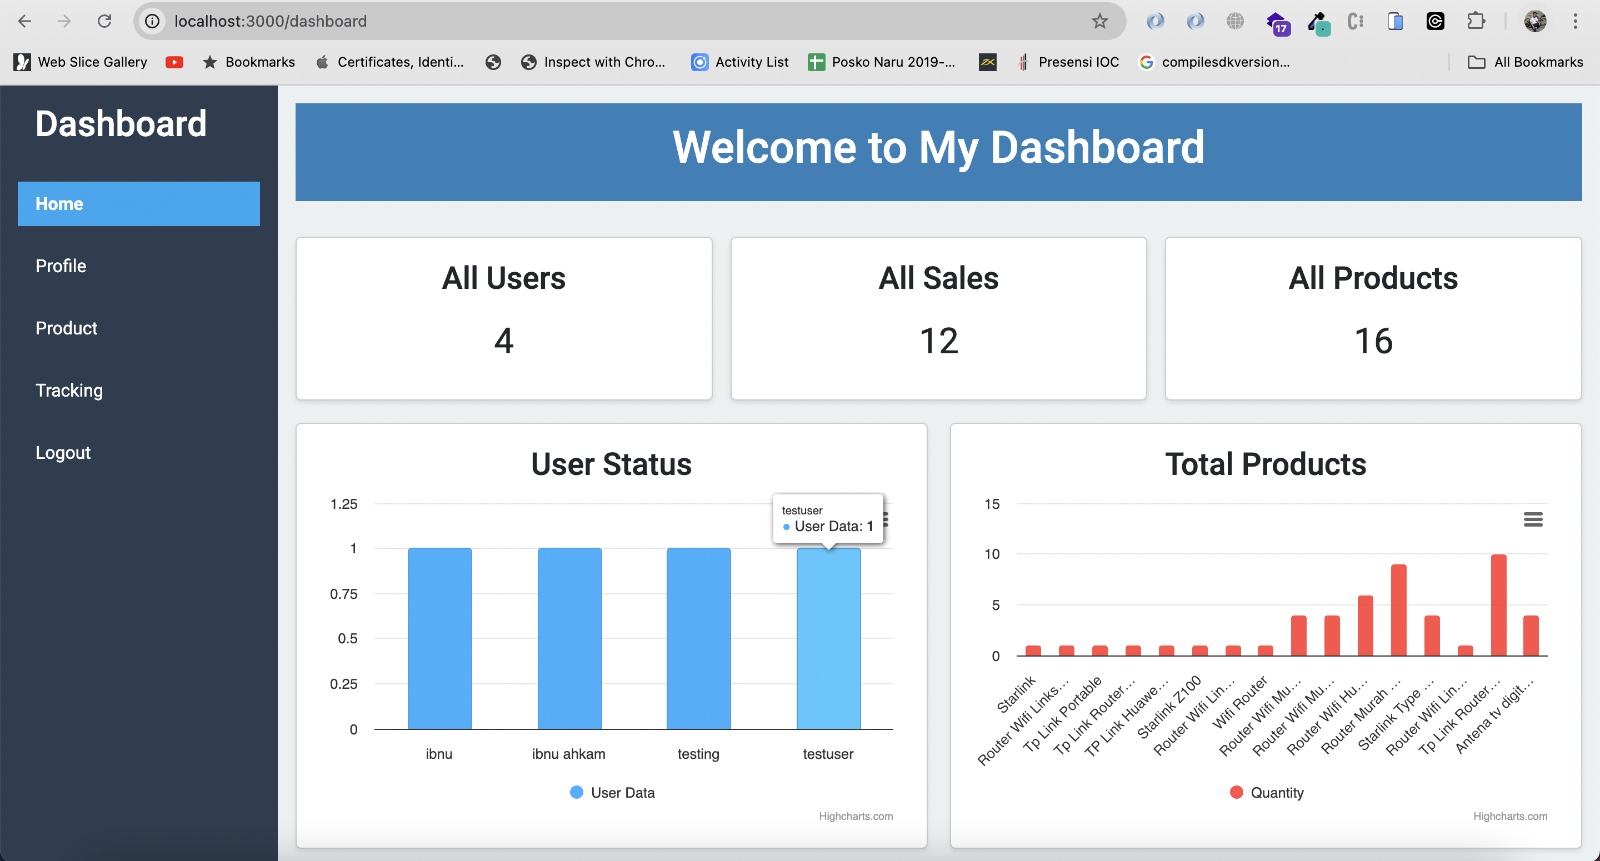 localhost:3000/dashboard
17
Web Slice Gallery
Bookmarks
Certificates, Identi...
Inspect with Chro...
Activity List
Posko Naru 2019-...
Presensi IOC
compilesdkversion...
All Bookmarks
Dashboard
Home
Profile
Product
Tracking
Logout
Welcome to My Dashboard
All Users
4
All Sales
12
All Products
16
User Status
1.25
1
0.75
0.5
0.25
0
testuser
User Data: 1
ibnu
ibnu ahkam
testing
testuser
User Data
Highcharts.com
Total Products
15
10
5
0
Starlink
Router Wifi Links...
Tp Link Portable
Tp Link Router...
TP Link Huawe...
Starlink Z100
Router Wifi Lin...
Wifi Router
Router Wifi Mu...
Router Wifi Mu...
Router Wifi Hu...
Router Murah ...
Starlink Type ...
Router Wifi Lin...
Tp Link Router...
Antena tv digit...
Quantity
Highcharts.com